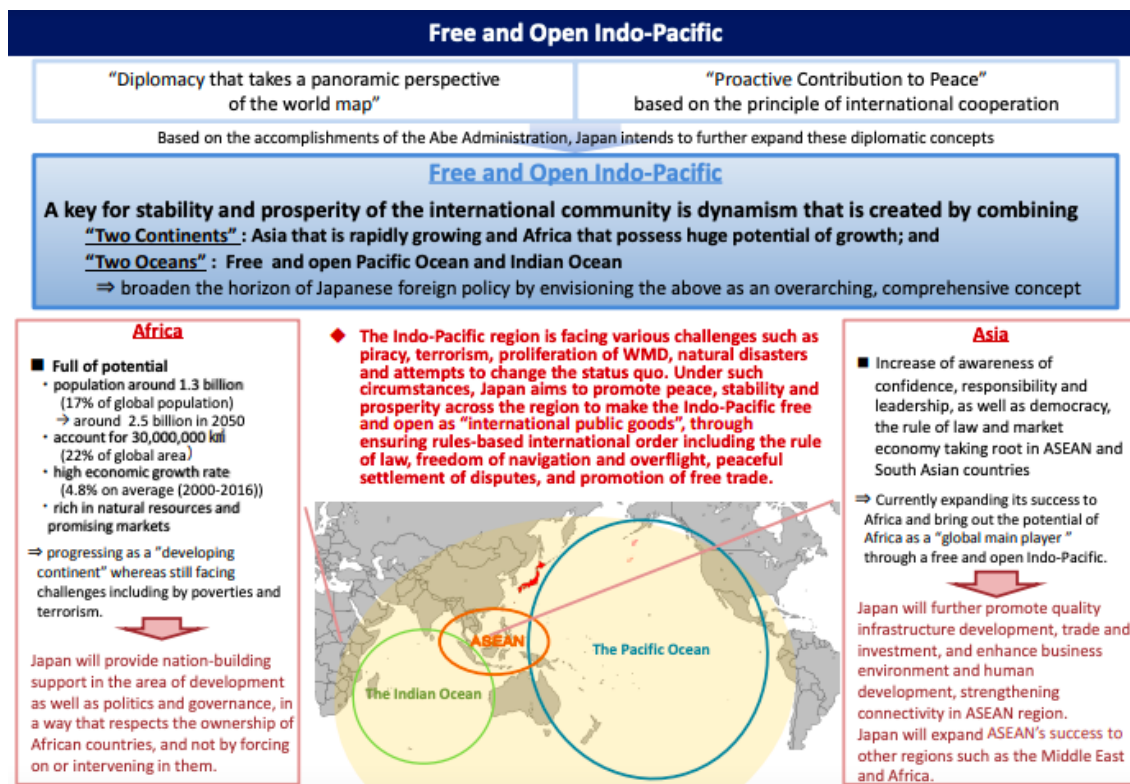 Free and Open Indo-Pacific
“Diplomacy that takes a panoramic perspective
of the world map”
“Proactive Contribution to Peace”
based on the principle of international cooperation
Based on the accomplishments of the Abe Administration, Japan intends to further expand these diplomatic concepts
Free and Open Indo-Pacific
A key for stability and prosperity of the international community is dynamism that is created by combining
“Two Continents” : Asia that is rapidly growing and Africa that possess huge potential of growth; and
“Two Oceans” : Free and open Pacific Ocean and Indian Ocean
⇒ broaden the horizon of Japanese foreign policy by envisioning the above as an overarching, comprehensive concept
Africa
■ Full of potential
・population around 1.3 billion
(17% of global population)
→ around 2.5 billion in 2050
・account for 30,000,000 ㎢
(22% of global area)
・high economic growth rate
(4.8% on average (2000-2016))
・rich in natural resources and
promising markets
⇒ progressing as a “developing
continent” whereas still facing
challenges including by poverties and
terrorism.
Japan will provide nation-building
support in the area of development
as well as politics and governance, in
a way that respects the ownership of
African countries, and not by forcing
on or intervening in them.
◆ The Indo-Pacific region is facing various challenges such as
piracy, terrorism, proliferation of WMD, natural disasters
and attempts to change the status quo. Under such
circumstances, Japan aims to promote peace, stability and
prosperity across the region to make the Indo-Pacific free
and open as “international public goods”, through
ensuring rules-based international order including the rule
of law, freedom of navigation and overflight, peaceful
settlement of disputes, and promotion of free trade.
ASEAN
The Pacific Ocean
The Indian Ocean
Asia
■ Increase of awareness of
confidence, responsibility and
leadership, as well as democracy,
the rule of law and market
economy taking root in ASEAN and
South Asian countries
⇒ Currently expanding its success to
Africa and bring out the potential of
Africa as a “global main player ”
through a free and open Indo-Pacific.
Japan will further promote quality
infrastructure development, trade and
investment, and enhance business
environment and human
development, strengthening
connectivity in ASEAN region.
Japan will expand ASEAN’s success to
other regions such as the Middle East
and Africa.